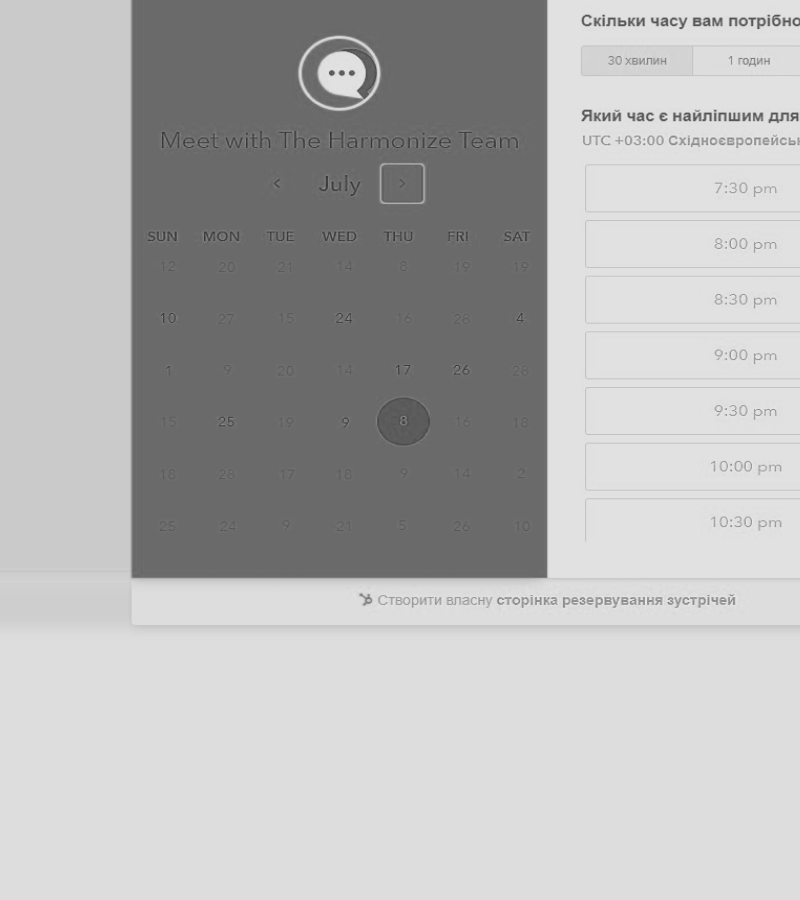 Meet with The Harmonize Team
July
SUN MON TUE WED THU FRI SAT
12 20 21 14 8 19 19
10 27 15 24 16 28 4
1 9 20 14 17 26 28
15 25 19 9 8 16 18
18 26 17 18 9 14 2
25 24 9 21 5 26 10
Скільки часу вам потрібно
30 хвилин 1 годин
Який час є найліпшим для
UTC +03:00 Східноєвропейськ
7:30 pm
8:00 pm
8:30 pm
9:00 pm
9:30 pm
10:00 pm
10:30 pm
Створити власну сторінка резервування зустрічей